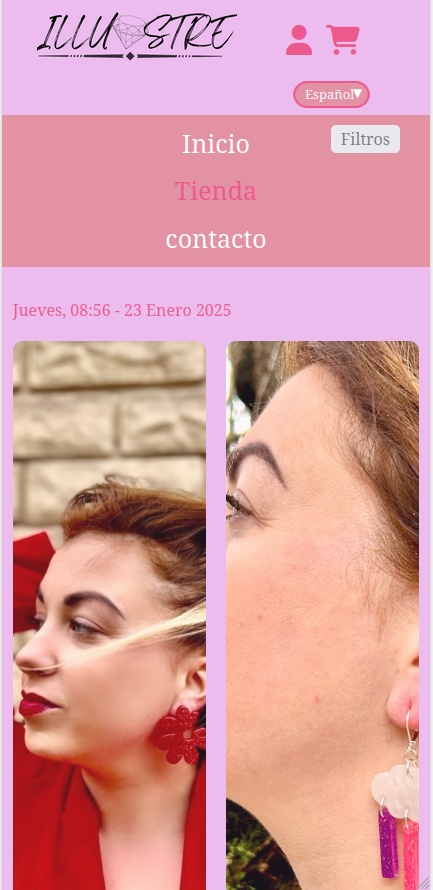 ILLUSTRE
Español▼
Inicio
Filtros
Tienda
contacto
Jueves, 08:56 - 23 Enero 2025